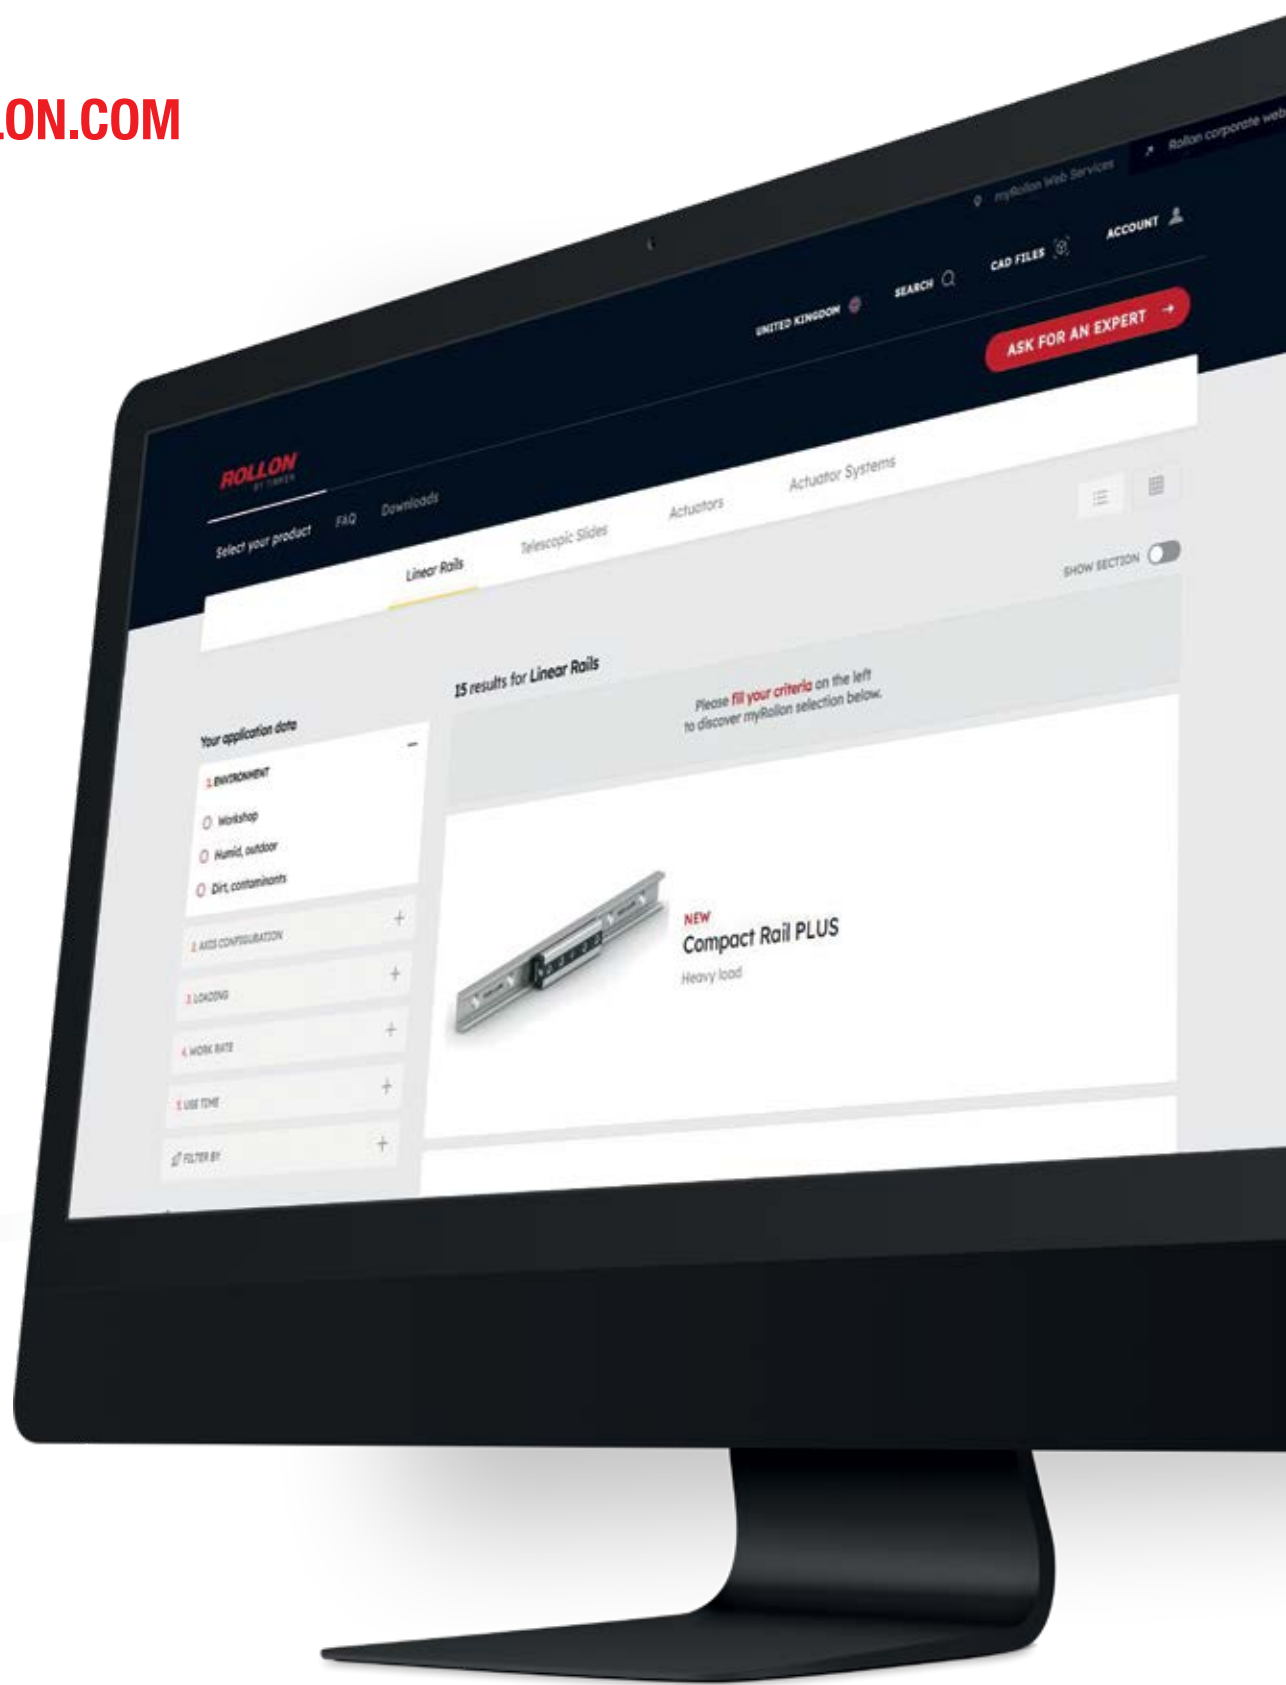 LON.COM
myRollon Web Services
Rollon corporate web
UNITED KINGDOM
SEARCH
CAD FILES
ACCOUNT
ASK FOR AN EXPERT
ROLLON
BY TIMKEN
Select your product
FAQ
Downloads
Linear Rails
Telescopic Slides
Actuators
Actuator Systems
SHOW SECTION
15 results for Linear Rails
Please fill your criteria on the left
to discover myRollon selection below.
Your application data
1. ENVIRONMENT
Workshop
Humid, outdoor
Dirt, contaminants
2. AXIS CONFIGURATION
3. LOADING
4. WORK RATE
5. USE TIME
FILTER BY
NEW
Compact Rail PLUS
Heavy load